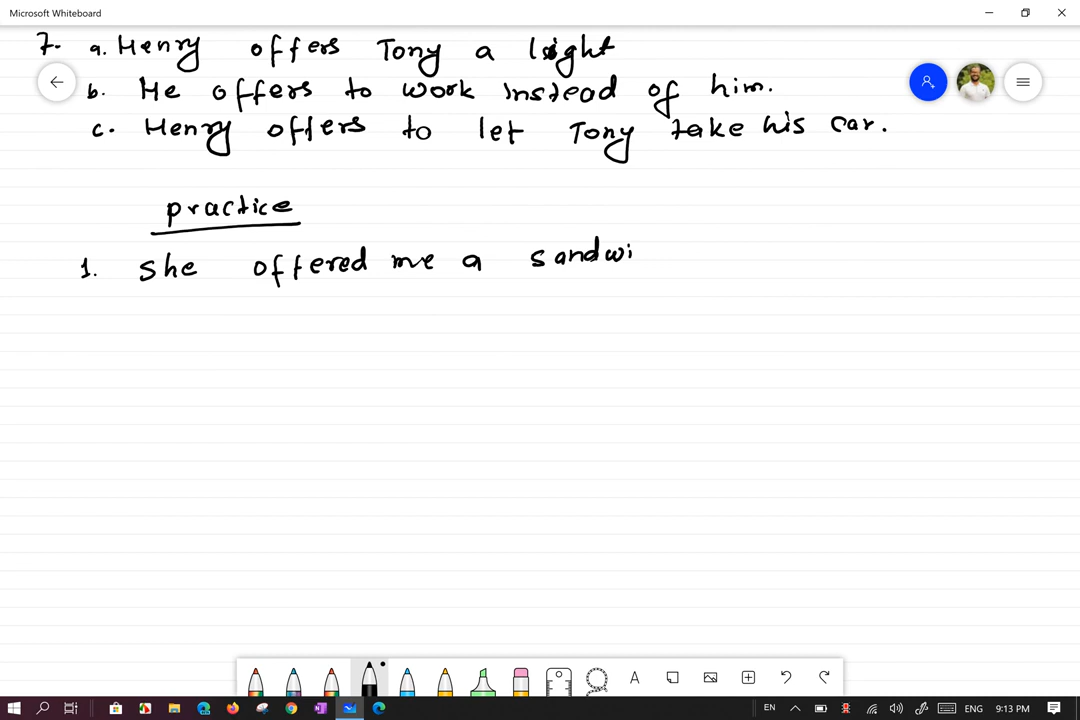 Microsoft Whiteboard
7. a. Henry offers Tony a light
b. He offers to work instead of him.
c. Henry offers to let Tony take his car.
practice
1. she offered me a sandwi
A
EN
ENG
9:13 PM